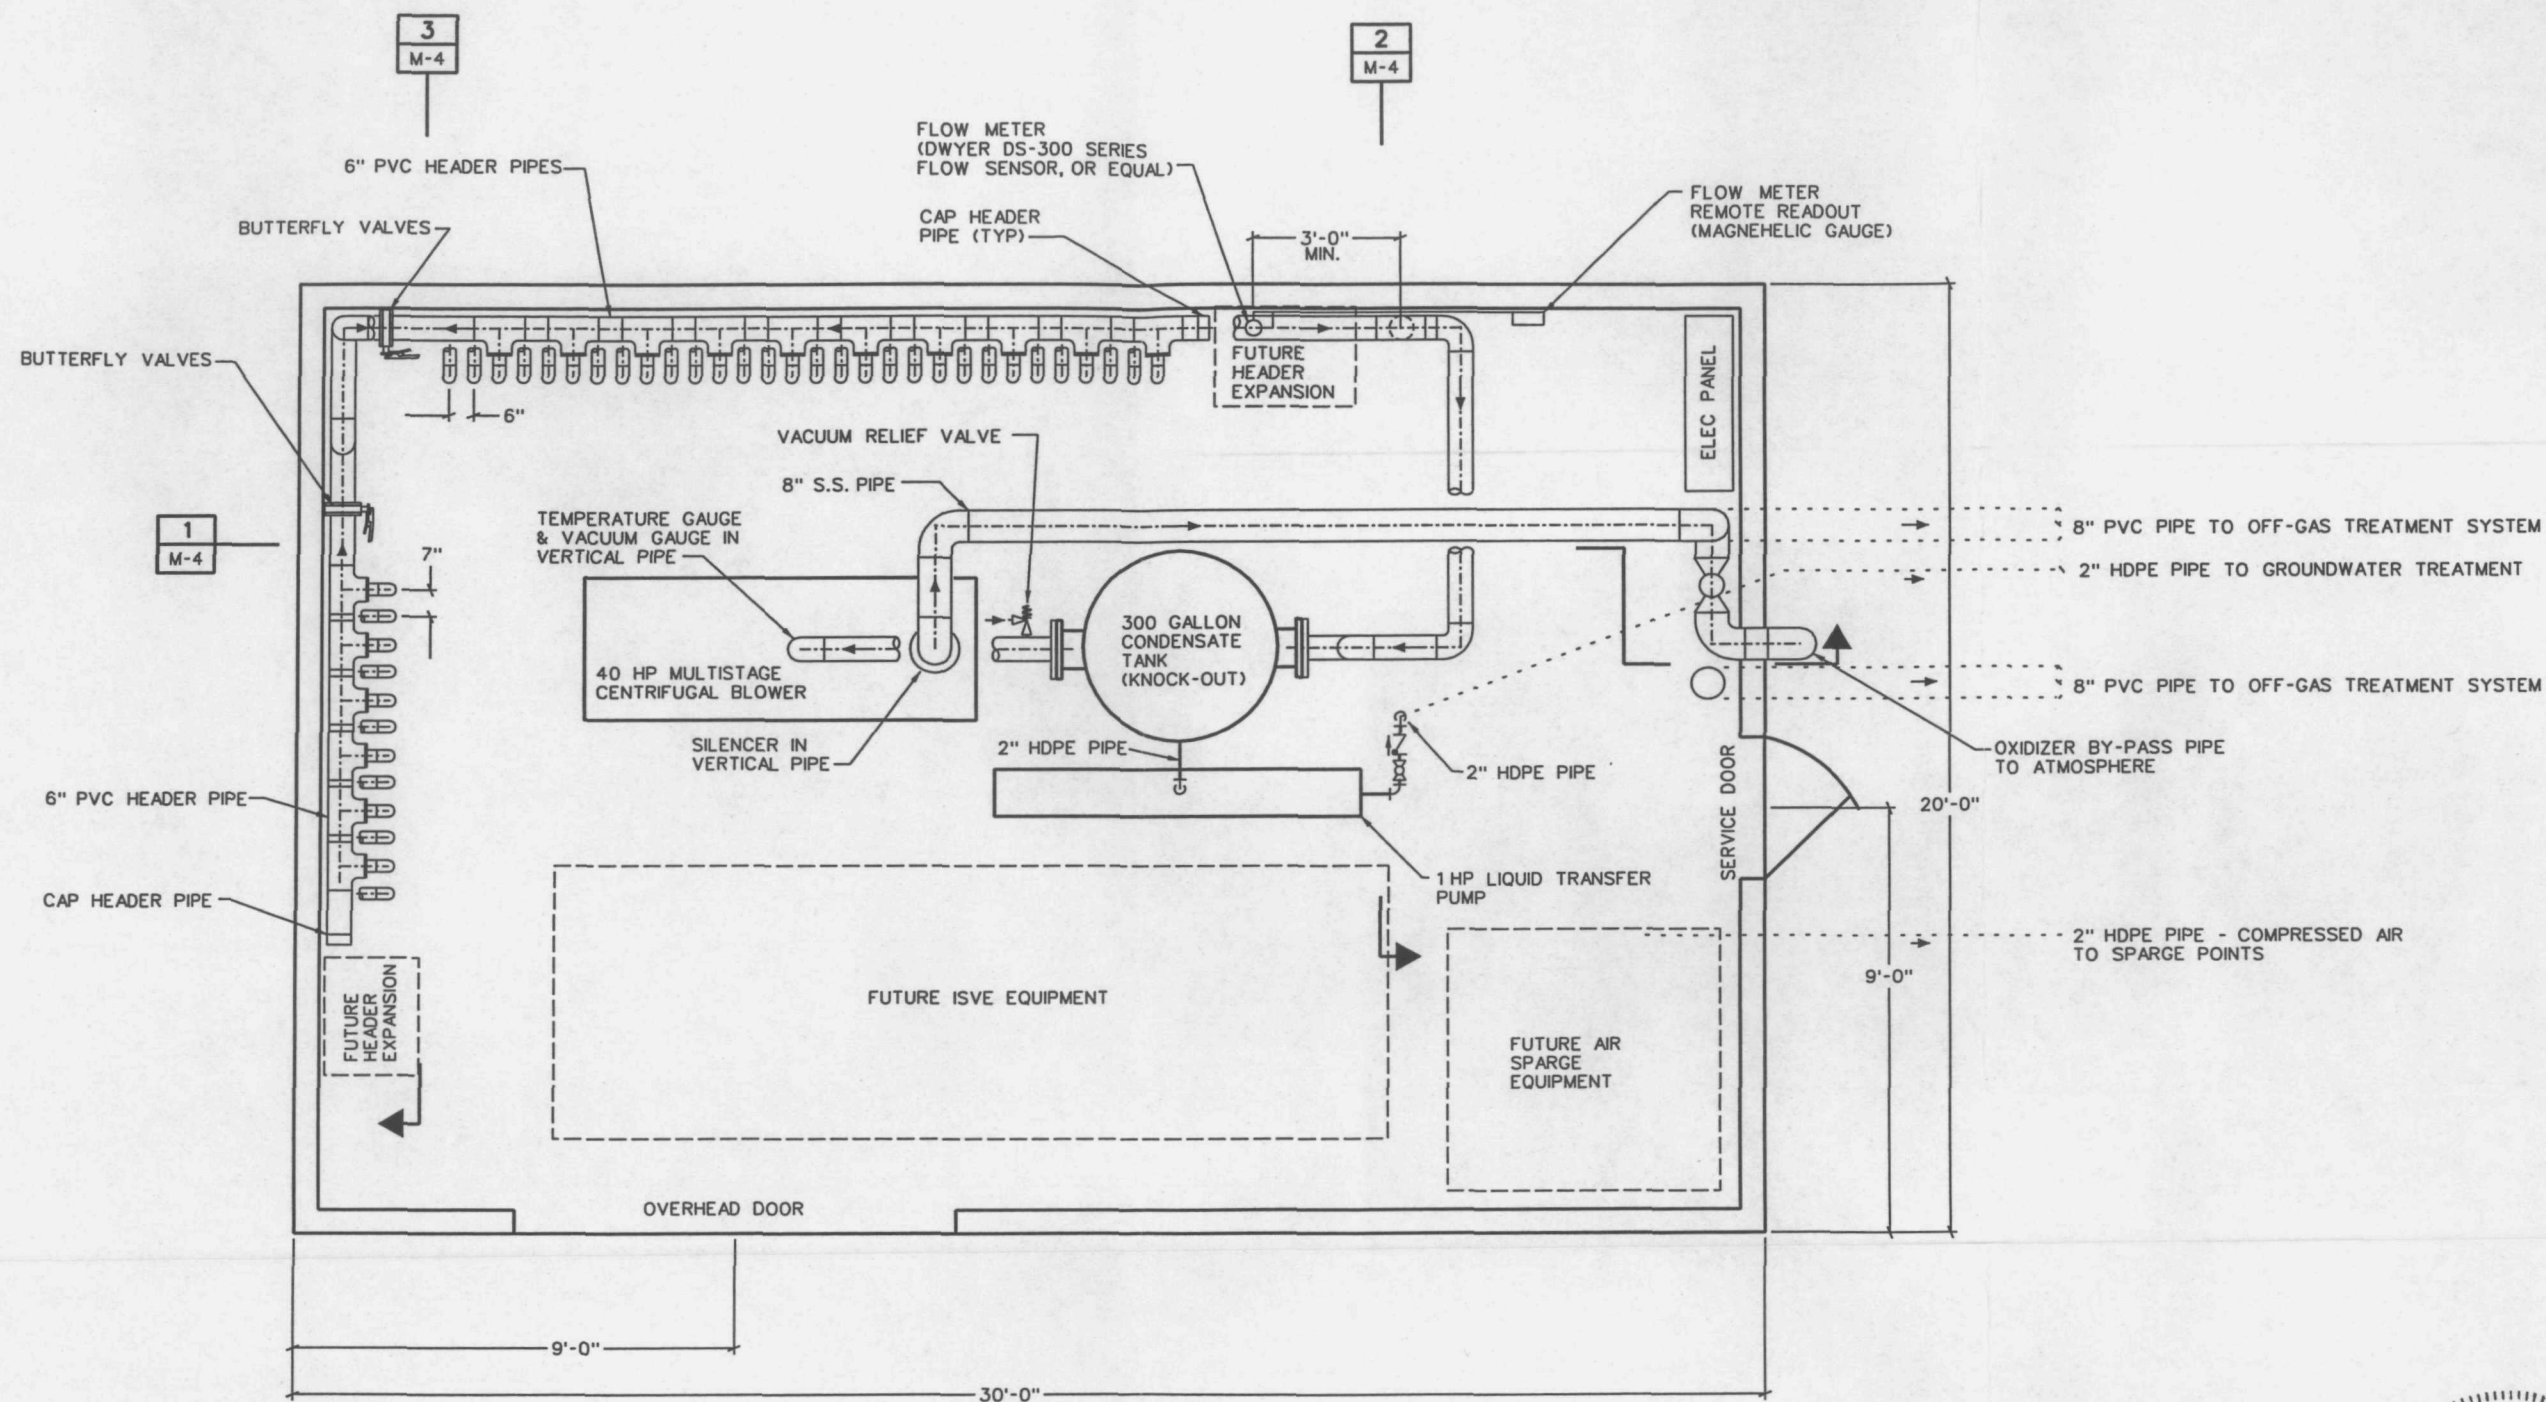 3
M-4
2
M-4
FLOW METER
(DWYER DS-300 SERIES
FLOW SENSOR, OR EQUAL)
6" PVC HEADER PIPES
FLOW METER
REMOTE READOUT
(MAGNEHELIC GAUGE)
CAP HEADER
PIPE (TYP)
BUTTERFLY VALVES
3'-0"
MIN.
BUTTERFLY VALVES
FUTURE
HEADER
EXPANSION
ELEC PANEL
6"
VACUUM RELIEF VALVE
8" S.S. PIPE
TEMPERATURE GAUGE
& VACUUM GAUGE IN
VERTICAL PIPE
1
M-4
7"
8" PVC PIPE TO OFF-GAS TREATMENT SYSTEM
2" HDPE PIPE TO GROUNDWATER TREATMENT
300 GALLON
CONDENSATE
TANK
(KNOCK-OUT)
40 HP MULTISTAGE
CENTRIFUGAL BLOWER
8" PVC PIPE TO OFF-GAS TREATMENT SYSTEM
SILENCER IN
VERTICAL PIPE
2" HDPE PIPE
2" HDPE PIPE
OXIDIZER BY-PASS PIPE
TO ATMOSPHERE
6" PVC HEADER PIPE
SERVICE DOOR
20'-0"
1 HP LIQUID TRANSFER
PUMP
CAP HEADER PIPE
2" HDPE PIPE - COMPRESSED AIR
TO SPARGE POINTS
9'-0"
FUTURE
HEADER
EXPANSION
FUTURE ISVE EQUIPMENT
FUTURE AIR
SPARGE
EQUIPMENT
OVERHEAD DOOR
9'-0"
30'-0"